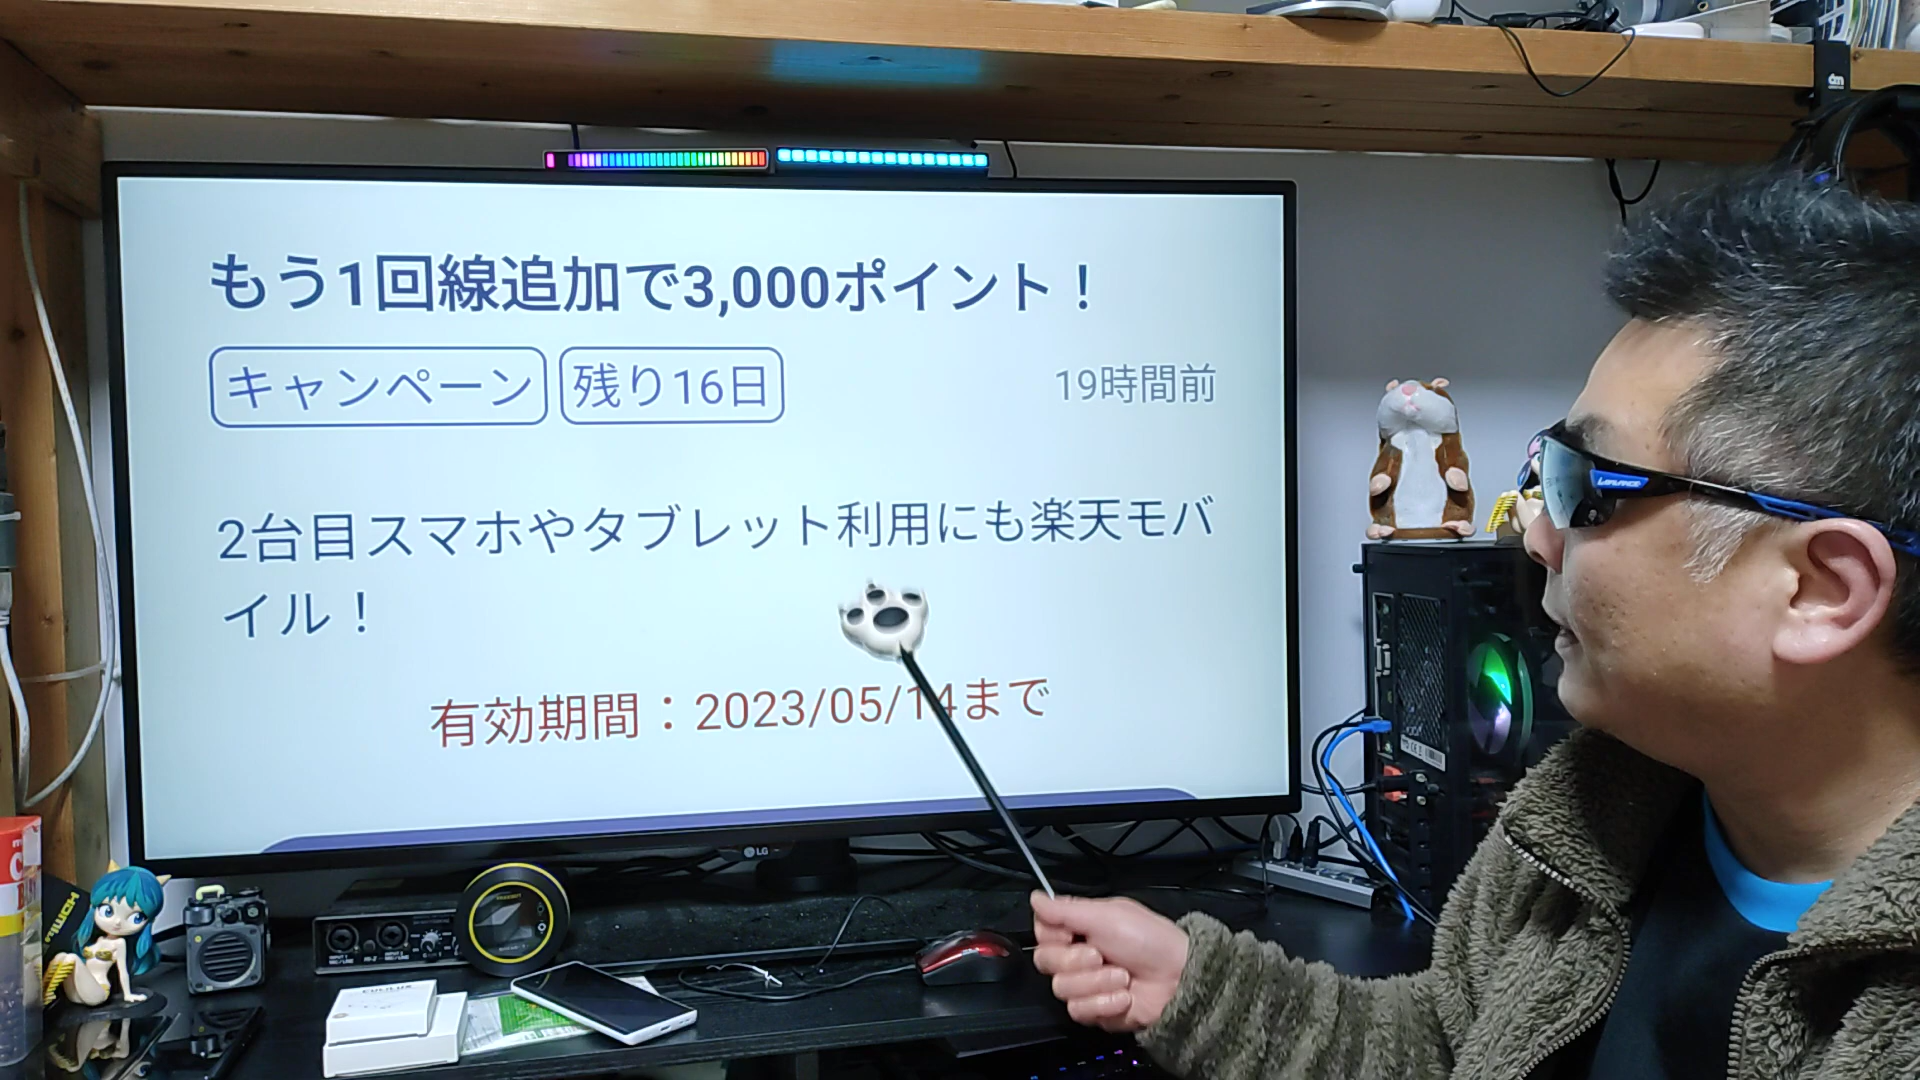 もう1回線追加で3,000ポイント！
キャンペーン 残り16日 19時間前
2台目スマホやタブレット利用にも楽天モバ
イル！
有効期間：2023/05/14まで
LG